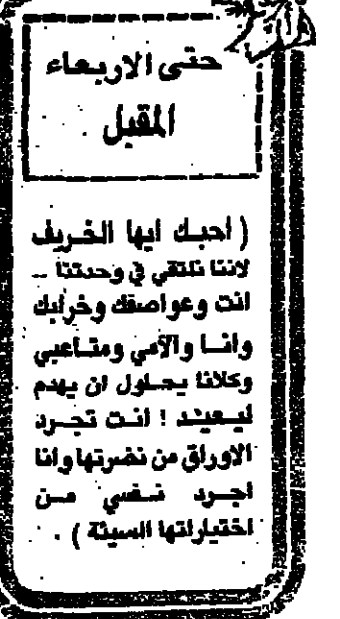 حتى الاربعاء
المقبل
( احبك ايها الخريف
لاننا نلتقي في وحدتنا ..
انت وعواصفك وخرابك
وانا والآمي ومتاعبي
وكلانا يحاول ان يهدم
ليعيد ! انت تجرد
الاوراق من نضرتها وانا
اجرد نفسي من
اختياراتها السيئة ) .